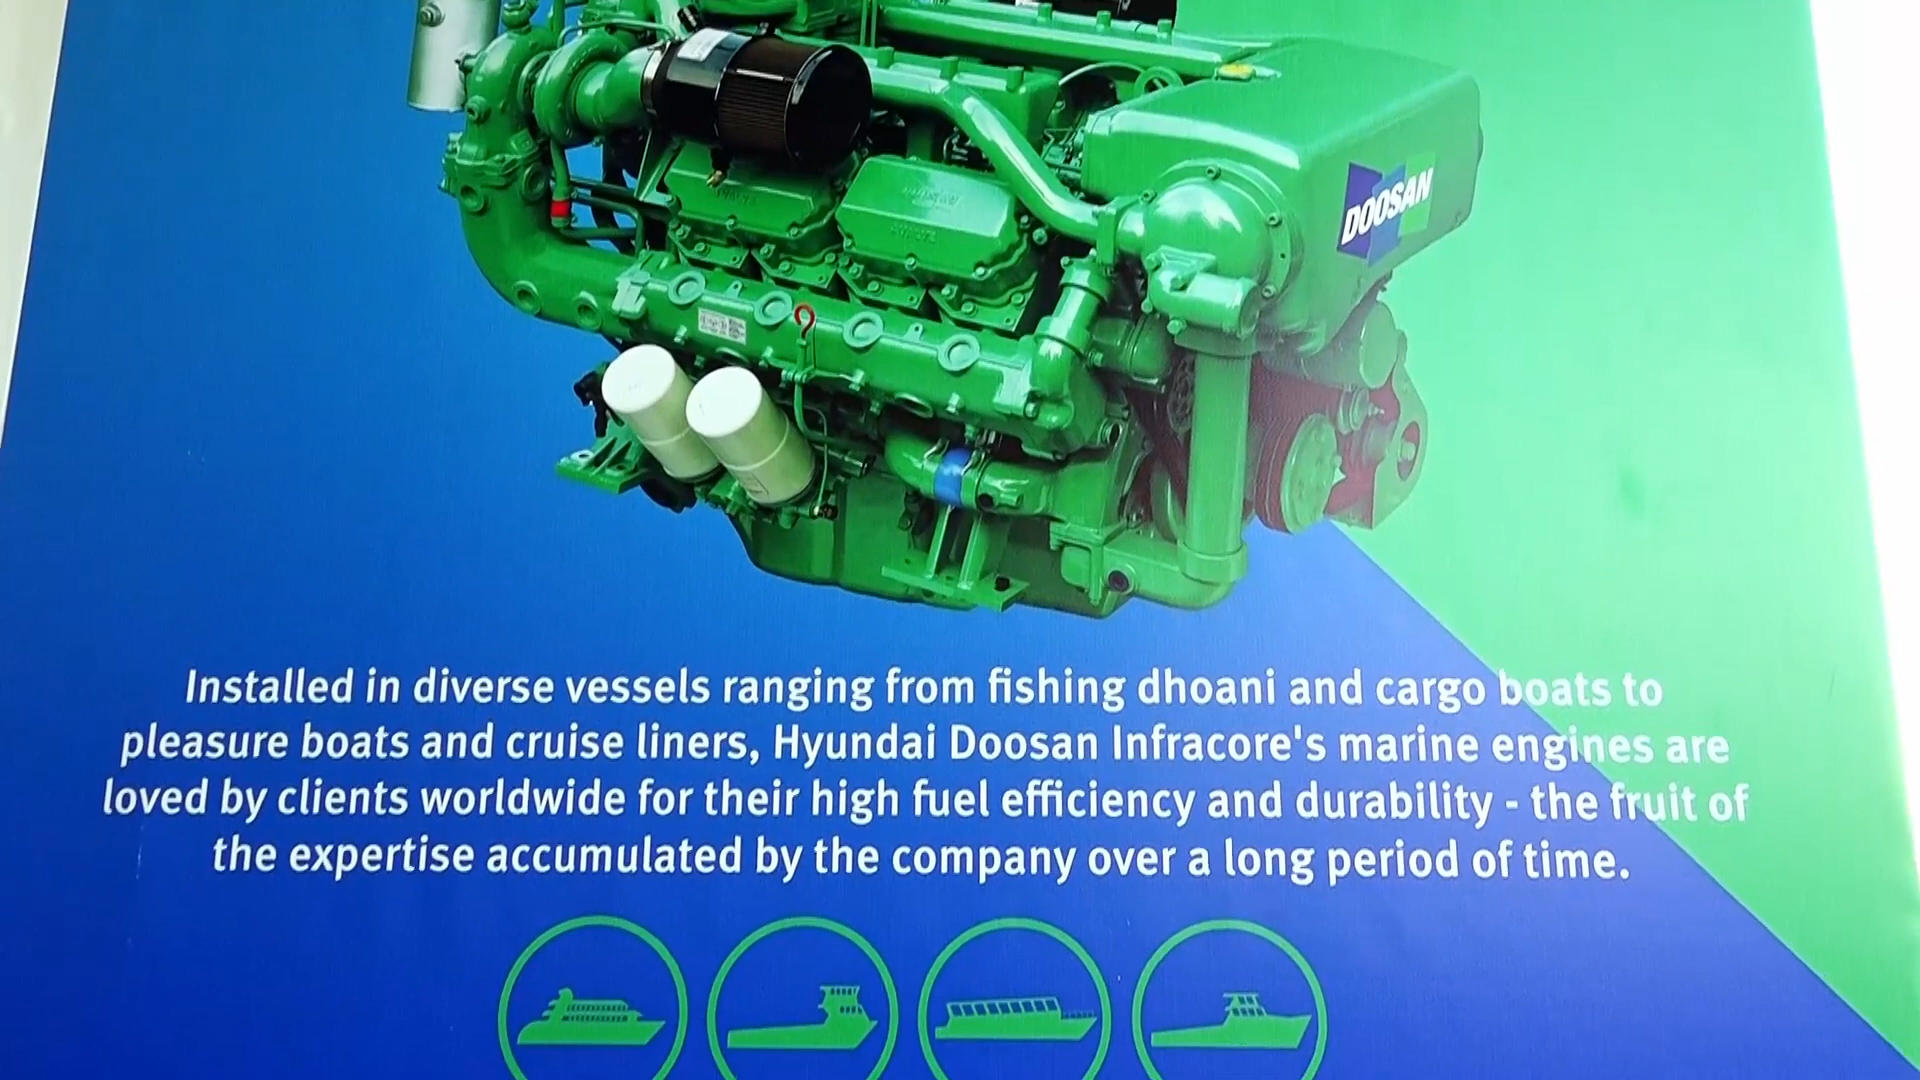 DOOSAN
Installed in diverse vessels ranging from fishing dhoani and cargo boats to
pleasure boats and cruise liners, Hyundai Doosan Infracore's marine engines are
loved by clients worldwide for their high fuel efficiency and durability - the fruit of
the expertise accumulated by the company over a long period of time.